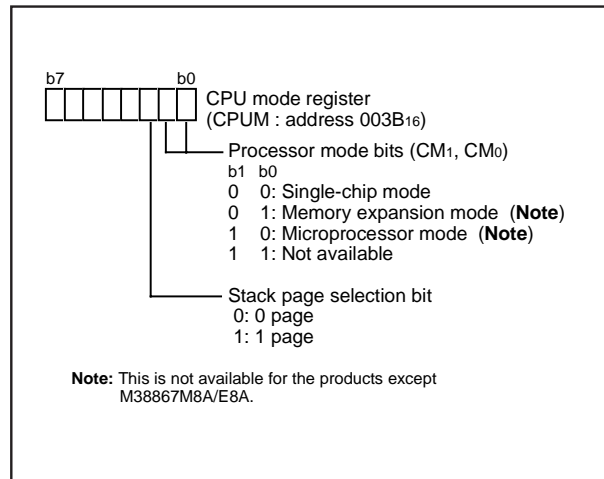 b7 b0
CPU mode register
(CPUM : address 003B16)
Processor mode bits (CM1, CM0)
b1 b0
0 0: Single-chip mode
0 1: Memory expansion mode (Note)
1 0: Microprocessor mode (Note)
1 1: Not available
Stack page selection bit
0: 0 page
1: 1 page
Note: This is not available for the products except
M38867M8A/E8A.